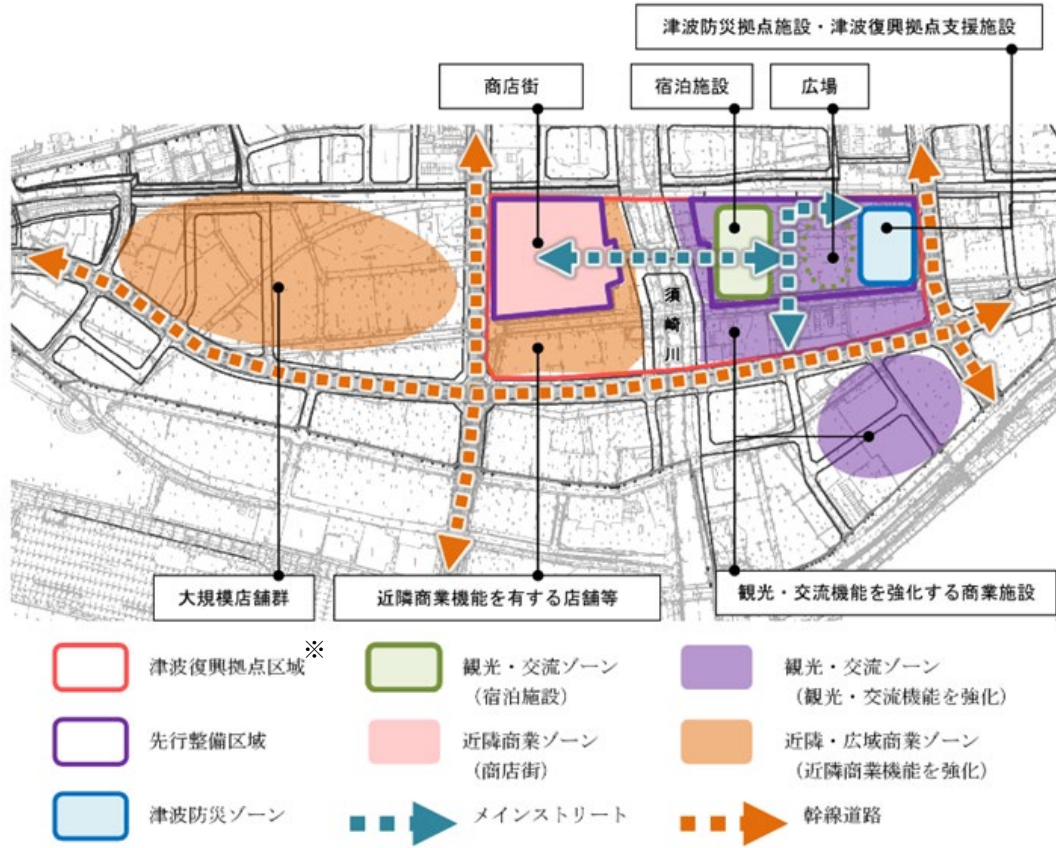 津波防災拠点施設・津波復興拠点支援施設
商店街
宿泊施設
広場
須崎川
大規模店舗群
近隣商業機能を有する店舗等
観光・交流機能を強化する商業施設
津波復興拠点区域※
観光・交流ゾーン
（宿泊施設）
観光・交流ゾーン
（観光・交流機能を強化）
先行整備区域
近隣商業ゾーン
（商店街）
近隣・広域商業ゾーン
（近隣商業機能を強化）
津波防災ゾーン
メインストリート
幹線道路